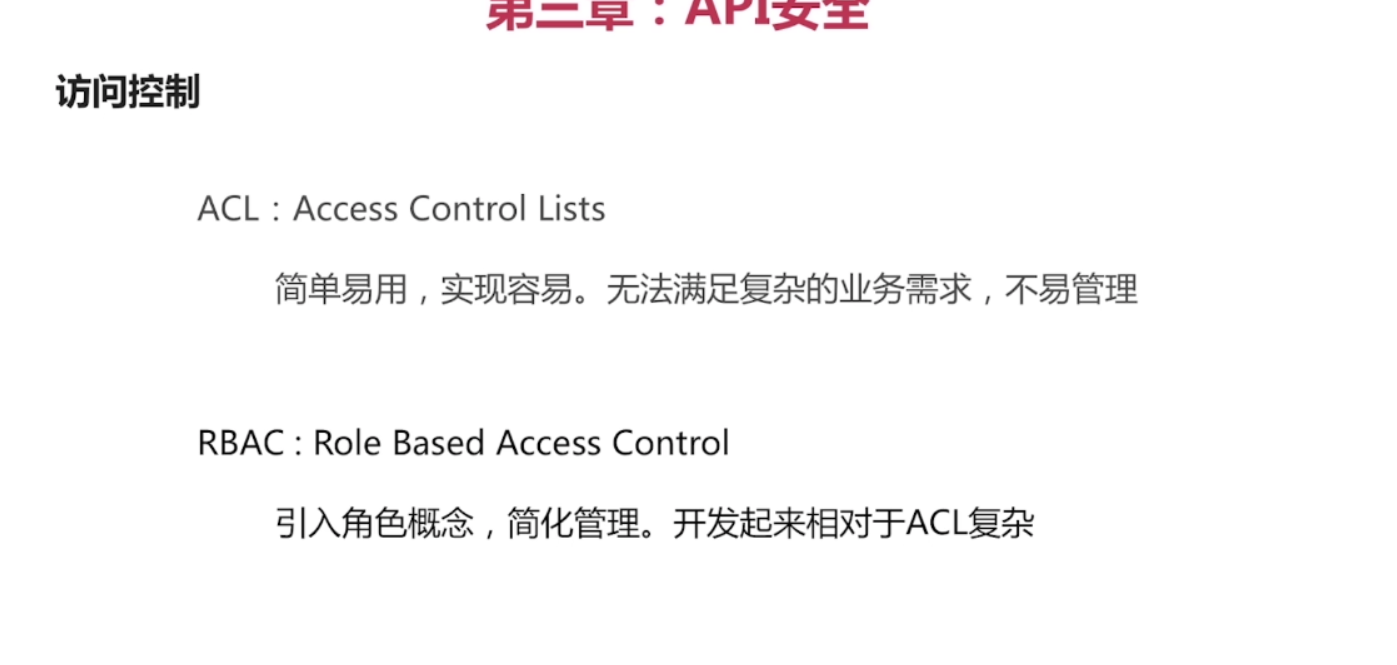 第三章：API安全
访问控制
ACL：Access Control Lists
简单易用，实现容易。无法满足复杂的业务需求，不易管理
RBAC : Role Based Access Control
引入角色概念，简化管理。开发起来相对于ACL复杂